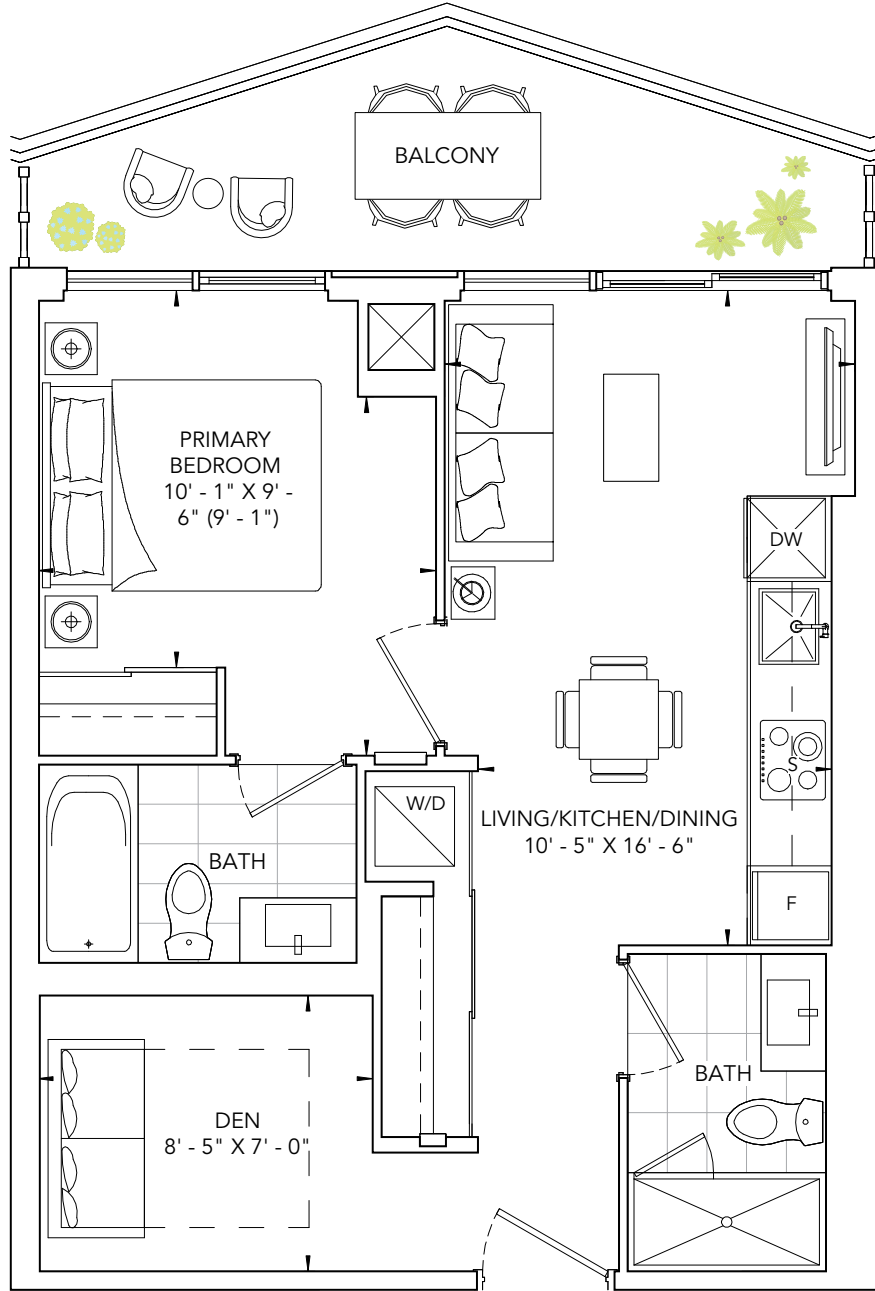 BALCONY
PRIMARY
BEDROOM
10' - 1" X 9' -
6" (9' - 1")
DW
S
W/D
LIVING/KITCHEN/DINING
10' - 5" X 16' - 6"
BATH
F
BATH
DEN
8' - 5" X 7' - 0"